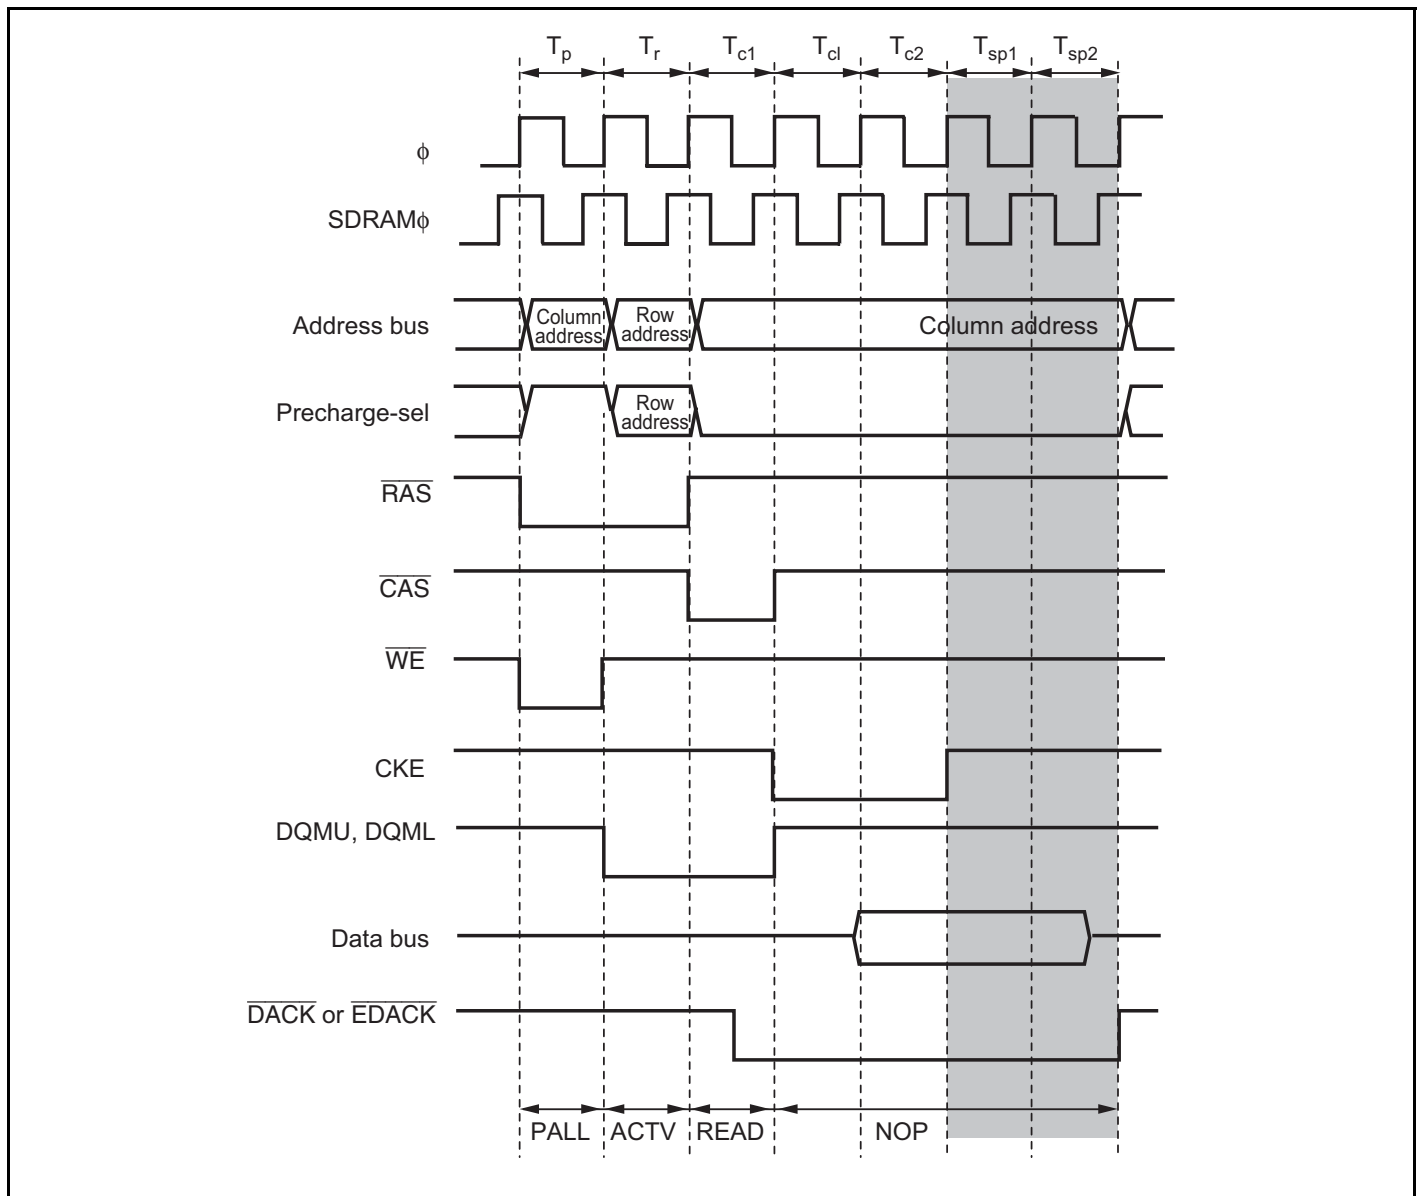 Tp Tr Tc1 Tcl Tc2 Tsp1 Tsp2
ϕ
SDRAMϕ
Address bus
Column address
Row address
Column address
Precharge-sel
Row address
RAS
CAS
WE
CKE
DQMU, DQML
Data bus
DACK or EDACK
PALL ACTV READ NOP